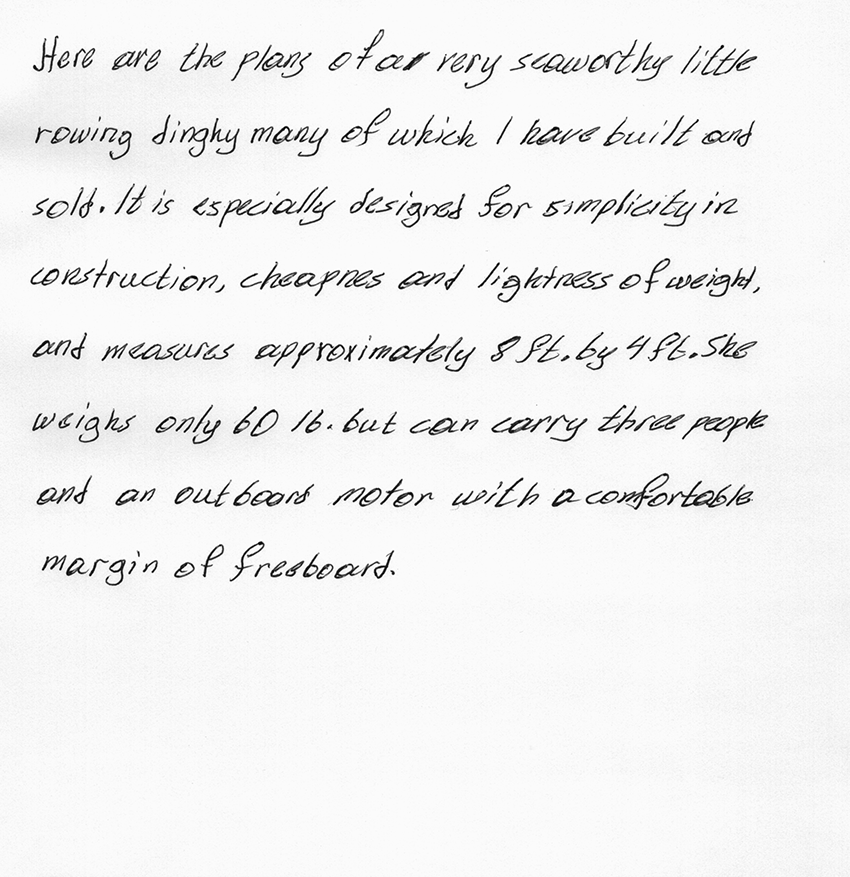 Here are the plans of a very seaworthy little
rowing dinghy many of which I have built and
sold. It is especially designed for simplicity in
construction, cheapnes and lightness of weight,
and measures approximately 8 ft. by 4 ft. She
weighs only 60 lb. but can carry three people
and an outboard motor with a comfortable
margin of freeboard.